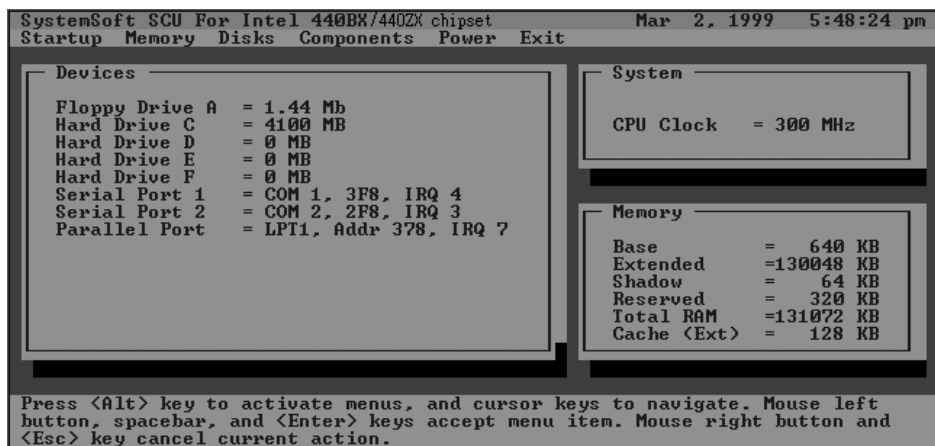 SystemSoft SCU For Intel 440BX/440ZX chipset Mar 2, 1999 5:48:24 pm
Startup Memory Disks Components Power Exit
Devices
Floppy Drive A = 1.44 Mb
Hard Drive C = 4100 MB
Hard Drive D = 0 MB
Hard Drive E = 0 MB
Hard Drive F = 0 MB
Serial Port 1 = COM 1, 3F8, IRQ 4
Serial Port 2 = COM 2, 2F8, IRQ 3
Parallel Port = LPT1, Addr 378, IRQ 7
System
CPU Clock = 300 MHz
Memory
Base = 640 KB
Extended =130048 KB
Shadow = 64 KB
Reserved = 320 KB
Total RAM =131072 KB
Cache (Ext) = 128 KB
Press <Alt> key to activate menus, and cursor keys to navigate. Mouse left
button, spacebar, and <Enter> keys accept menu item. Mouse right button and
<Esc> key cancel current action.